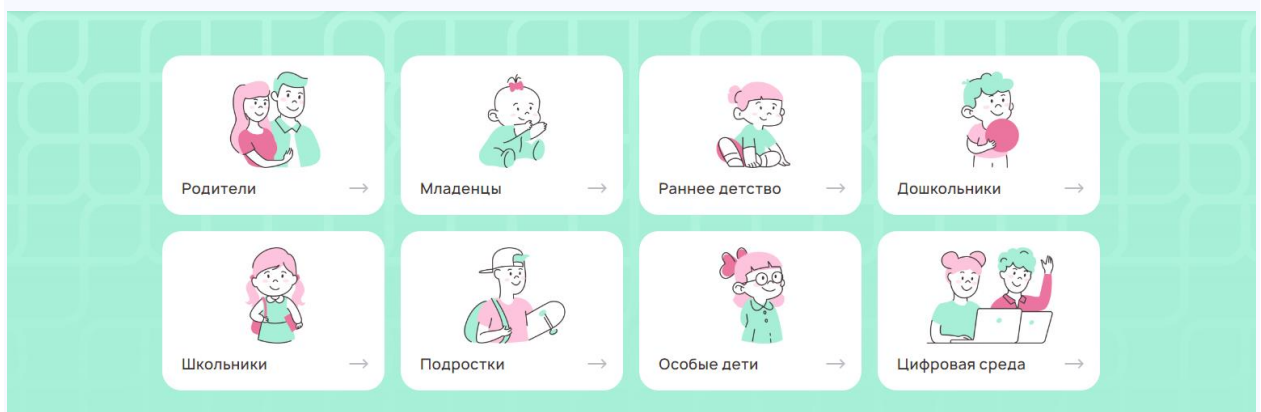 Родители
Младенцы
Раннее детство
Дошкольники
Школьники
Подростки
Особые дети
Цифровая среда